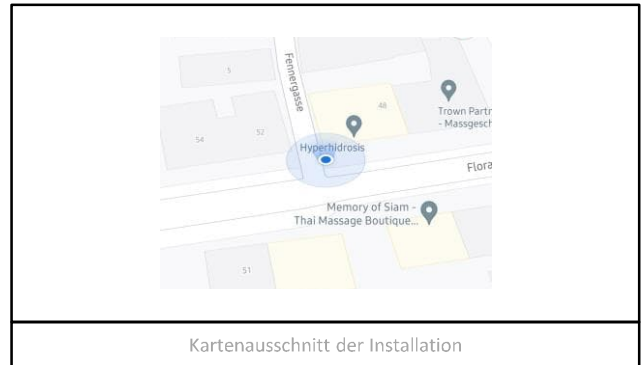 5
Fennergasse
48
Trown Partr
- Massgesch
54
52
Hyperhidrosis
Flora
Memory of Siam -
Thai Massage Boutique...
51
Kartenausschnitt der Installation